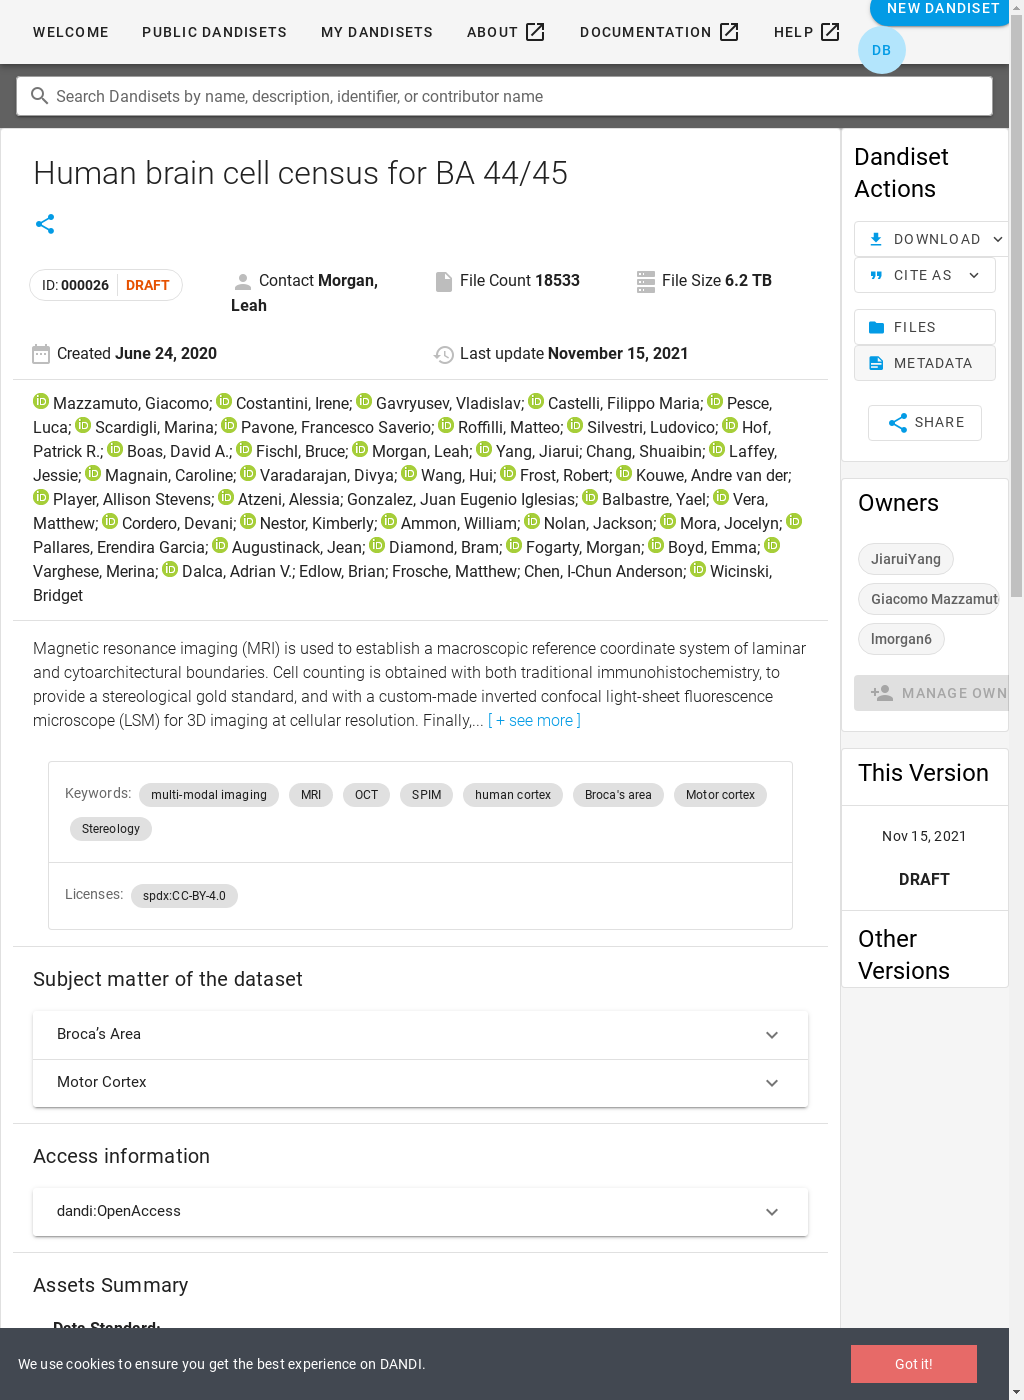 WELCOME PUBLIC DANDISETS MY DANDISETS ABOUT DOCUMENTATION HELP NEW DANDISET
DB
Search Dandisets by name, description, identifier, or contributor name
Human brain cell census for BA 44/45
ID: 000026 DRAFT
Contact Morgan, Leah
File Count 18533
File Size 6.2 TB
Created June 24, 2020
Last update November 15, 2021
Mazzamuto, Giacomo; Costantini, Irene; Gavryusev, Vladislav; Castelli, Filippo Maria; Pesce,
Luca; Scardigli, Marina; Pavone, Francesco Saverio; Roffilli, Matteo; Silvestri, Ludovico; Hof,
Patrick R.; Boas, David A.; Fischl, Bruce; Morgan, Leah; Yang, Jiarui; Chang, Shuaibin; Laffey,
Jessie; Magnain, Caroline; Varadarajan, Divya; Wang, Hui; Frost, Robert; Kouwe, Andre van der;
Player, Allison Stevens; Atzeni, Alessia; Gonzalez, Juan Eugenio Iglesias; Balbastre, Yael; Vera,
Matthew; Cordero, Devani; Nestor, Kimberly; Ammon, William; Nolan, Jackson; Mora, Jocelyn;
Pallares, Erendira Garcia; Augustinack, Jean; Diamond, Bram; Fogarty, Morgan; Boyd, Emma;
Varghese, Merina; Dalca, Adrian V.; Edlow, Brian; Frosche, Matthew; Chen, I-Chun Anderson; Wicinski,
Bridget
Magnetic resonance imaging (MRI) is used to establish a macroscopic reference coordinate system of laminar
and cytoarchitectural boundaries. Cell counting is obtained with both traditional immunohistochemistry, to
provide a stereological gold standard, and with a custom-made inverted confocal light-sheet fluorescence
microscope (LSM) for 3D imaging at cellular resolution. Finally,... [ + see more ]
Keywords: multi-modal imaging MRI OCT SPIM human cortex Broca's area Motor cortex
Stereology
Licenses: spdx:CC-BY-4.0
Subject matter of the dataset
Broca’s Area
Motor Cortex
Access information
dandi:OpenAccess
Assets Summary
Data Standard:
Dandiset
Actions
DOWNLOAD
CITE AS
FILES
METADATA
SHARE
Owners
JiaruiYang
Giacomo Mazzamut
lmorgan6
MANAGE OWN
This Version
Nov 15, 2021
DRAFT
Other
Versions
We use cookies to ensure you get the best experience on DANDI.
Got it!